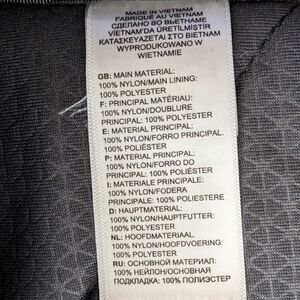 MADE IN VIETNAM
FABRIQUÉ AU VIETNAM
СДЕЛАНО ВО ВЬЕТНАМЕ
VIETNAM'DA ÜRETİLMİŞTİR
ΚΑΤΑΣΚΕΥΑΖΕΤΑΙ ΣΤΟ ΒΙΕΤΝΑΜ
WYPRODUKOWANO W
WIETNAMIE
GB: MAIN MATERIAL:
100% NYLON/MAIN LINING:
100% POLYESTER
F: PRINCIPAL MATÉRIAU:
100% NYLON/DOUBLURE
PRINCIPAL: 100% POLYESTER
E: MATERIAL PRINCIPAL:
100% NYLON/FORRO PRINCIPAL:
100% POLIÉSTER
P: MATERIAL PRINCIPAL:
100% NYLON/FORRO DO
PRINCIPAL: 100% POLIÉSTER
I: MATERIALE PRINCIPALE:
100% NYLON/FODERA
PRINCIPALE: 100% POLIESTERE
D: HAUPTMATERIAL:
100% NYLON/HAUPTFUTTER:
100% POLYESTER
NL: HOOFDMATERIAAL:
100% NYLON/HOOFDVOERING:
100% POLYESTER
RU: ОСНОВНОЙ МАТЕРИАЛ:
100% НЕЙЛОН/ОСНОВНАЯ
ПОДКЛАДКА: 100% ПОЛИЭСТЕР